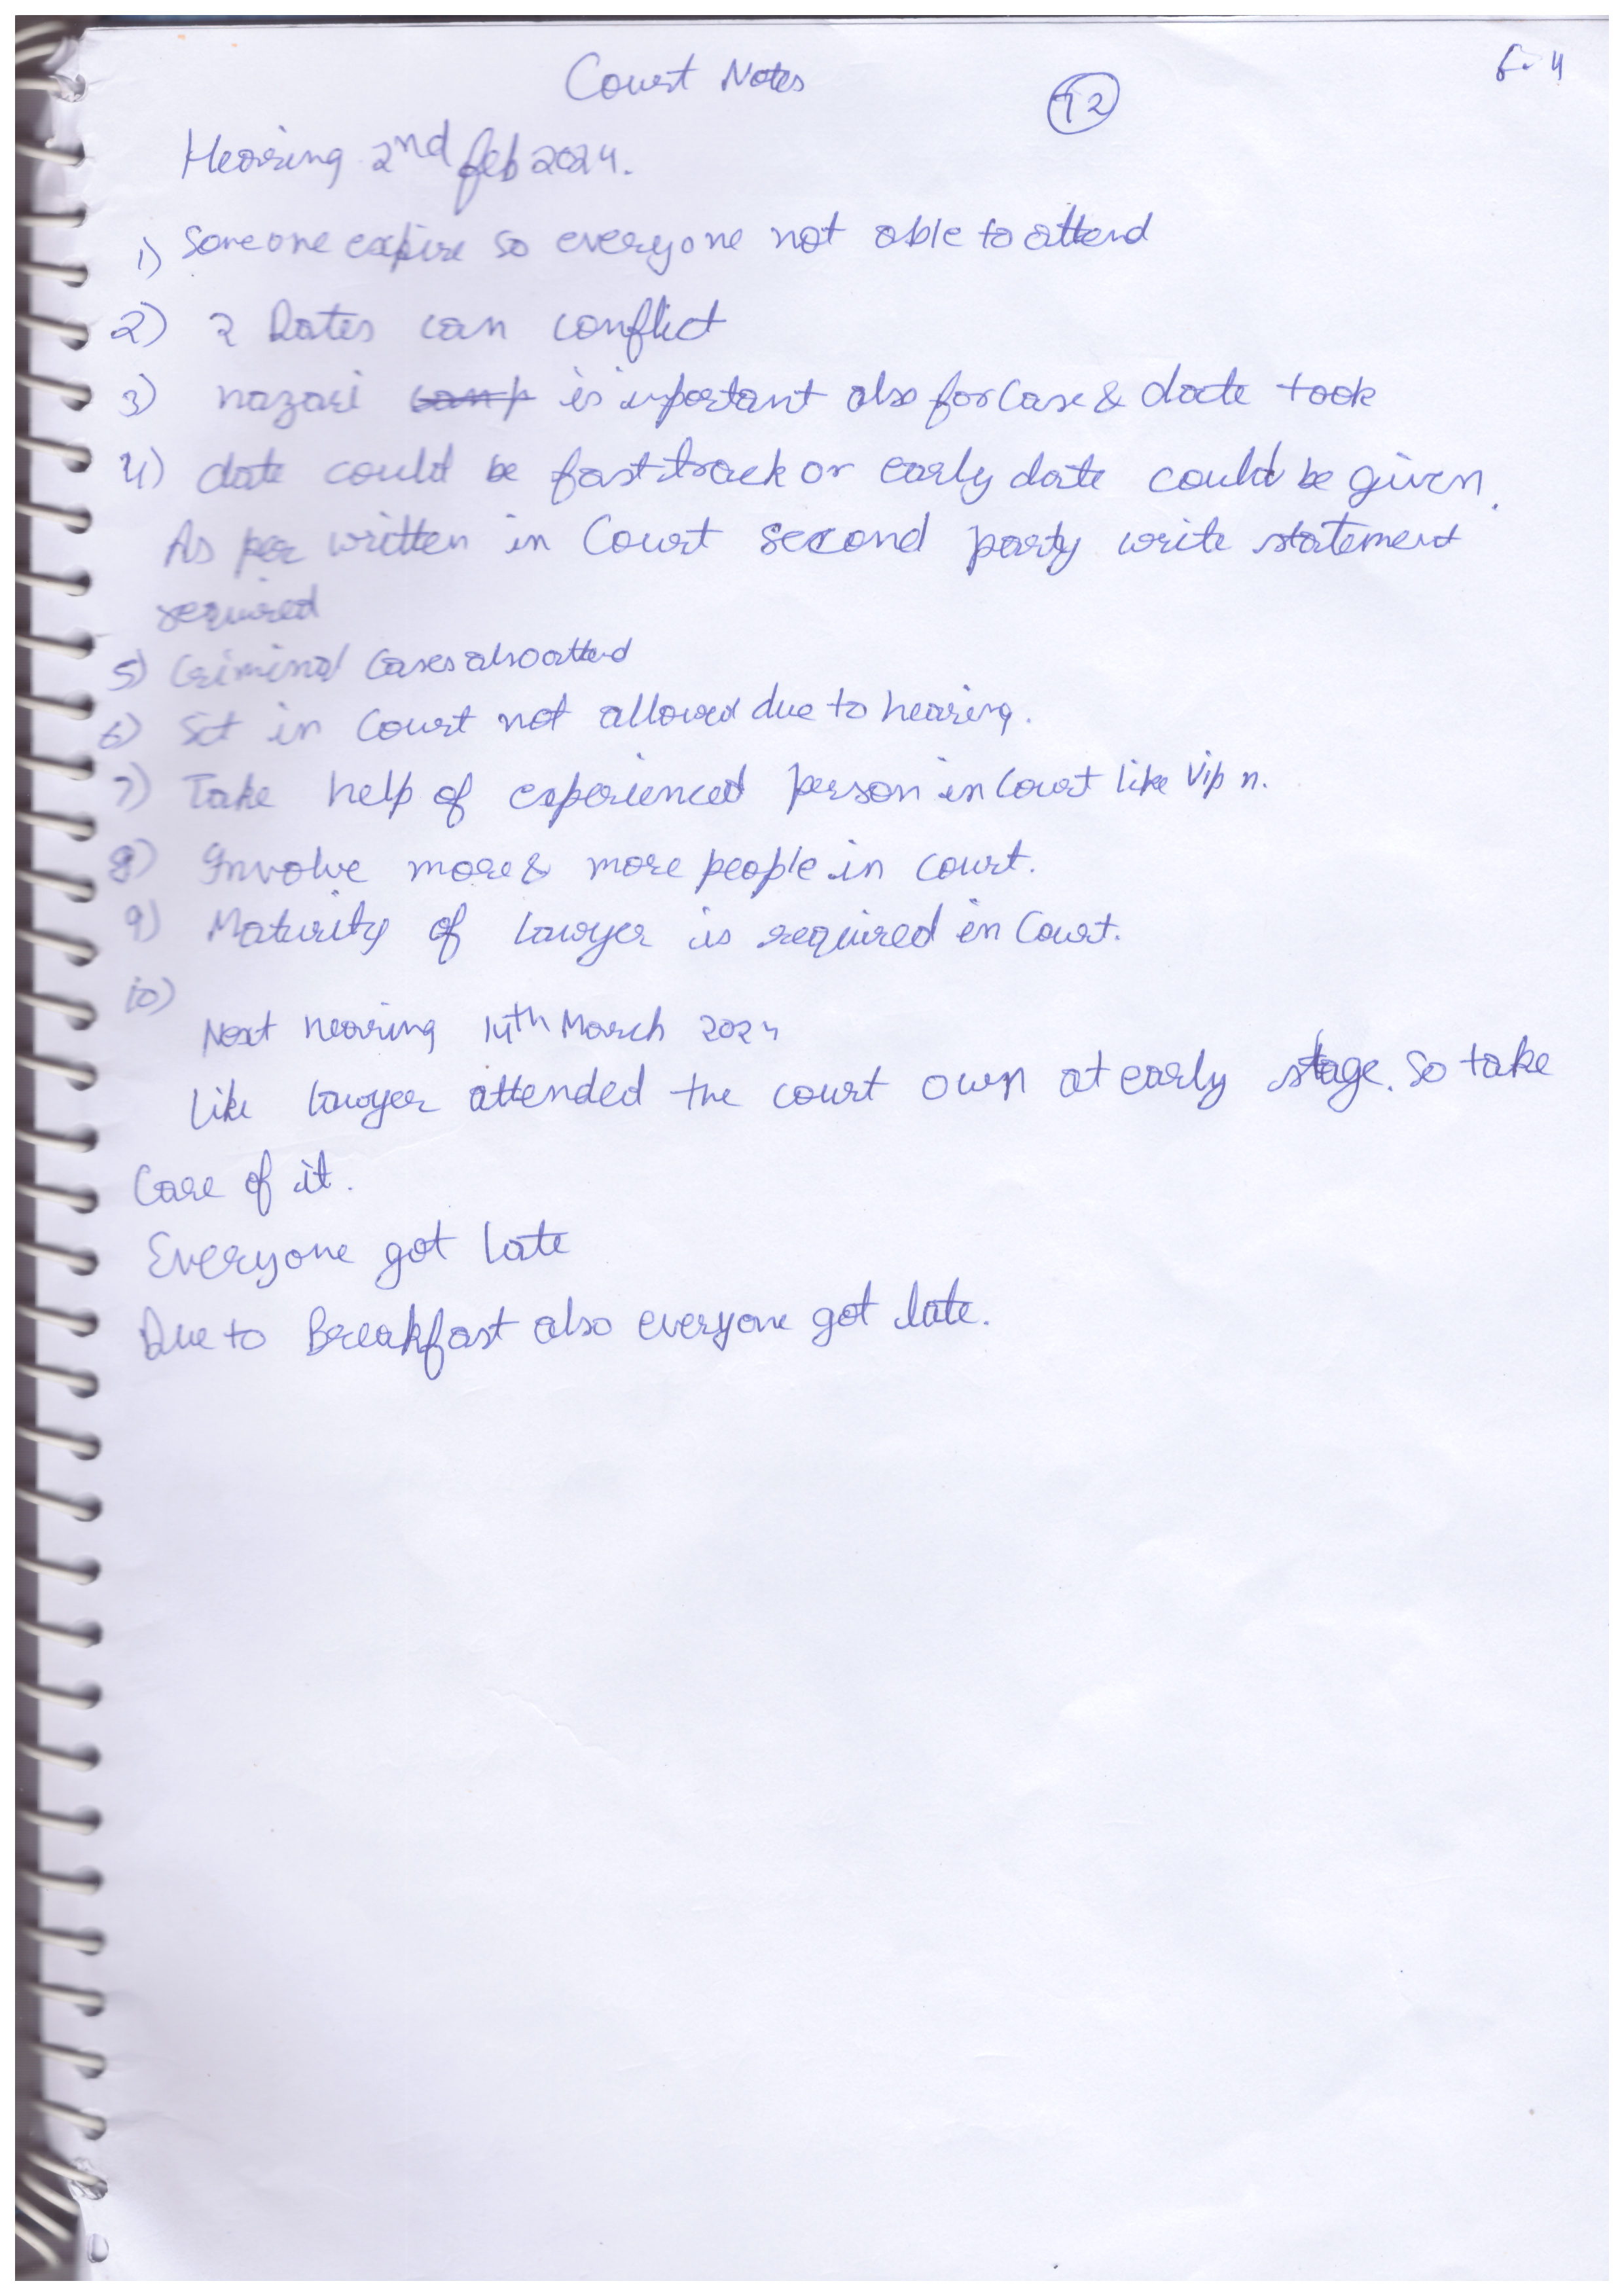 Court Notes
Hearing 2nd feb 2024.
1) Someone expire so everyone not able to attend
2) 2 Dates can conflict
3) nazari is important also for case & date took
4) date could be fast track or early date could be given.
As per written in Court second party write statement
required
5) Criminal cases also attend
6) Sit in Court not allowed due to hearing.
7) Take help of experienced person in Court like Vip n.
8) Involve more & more people in court.
9) Maturity of lawyer is required in Court.
10)
Next hearing 14th March 2024
Like lawyer attended the court own at early stage. So take
Care of it.
Everyone got late
Due to Breakfast also everyone got late.